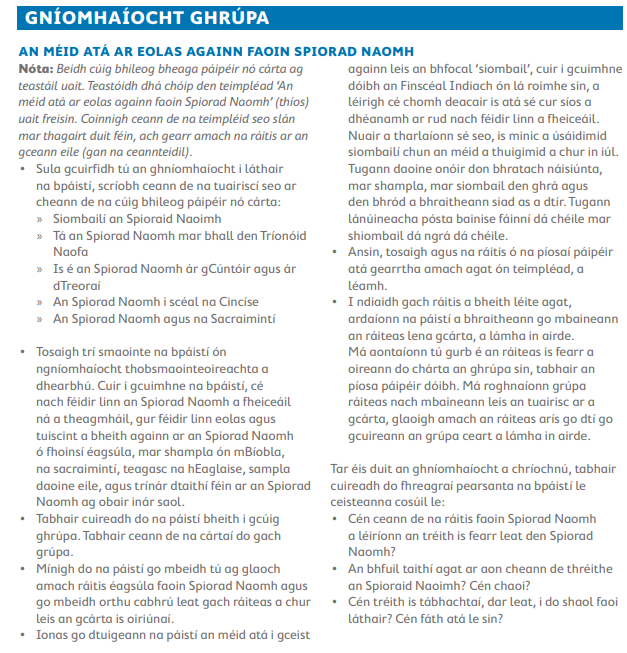 GNÍOMHAÍOCHT GHRÚPA
AN MÉID ATÁ AR EOLAS AGAINN FAOIN SPIORAD NAOMH
Nóta: Beidh cúig bhileog bheaga páipéir nó cárta ag
teastáil uait. Teastóidh dhá chóip den teimpléad ‘An
méid atá ar eolas againn faoin Spiorad Naomh’ (thíos)
uait freisin. Coinnigh ceann de na teimpléid seo slán
mar thagairt duit féin, ach gearr amach na ráitis ar an
gceann eile (gan na ceannteidil).
• Sula gcuirfidh tú an ghníomhaíocht i láthair
na bpáistí, scríobh ceann de na tuairiscí seo ar
cheann de na cúig bhileog páipéir nó cárta:
» Siombailí an Spioraid Naoimh
» Tá an Spiorad Naomh mar bhall den Tríonóid
Naofa
» Is é an Spiorad Naomh ár gCúntóir agus ár
dTreoraí
» An Spiorad Naomh i scéal na Cincíse
» An Spiorad Naomh agus na Sacraimintí
• Tosaigh trí smaointe na bpáistí ón
ngníomhaíocht thobsmaointeoireachta a
dhearbhú. Cuir i gcuimhne na bpáistí, cé
nach féidir linn an Spiorad Naomh a fheiceáil
ná a theagmháil, gur féidir linn eolas agus
tuiscint a bheith againn ar an Spiorad Naomh
ó fhoinsí éagsúla, mar shampla ón mBíobla,
na sacraimintí, teagasc na hEaglaise, sampla
daoine eile, agus trínár dtaithí féin ar an Spiorad
Naomh ag obair inár saol.
• Tabhair cuireadh do na páistí bheith i gcúig
ghrúpa. Tabhair ceann de na cártaí do gach
grúpa.
• Mínigh do na páistí go mbeidh tú ag glaoch
amach ráitis éagsúla faoin Spiorad Naomh agus
go mbeidh orthu cabhrú leat gach ráiteas a chur
leis an gcárta is oiriúnaí.
• Ionas go dtuigeann na páistí an méid atá i gceist
againn leis an bhfocal ‘siombail’, cuir i gcuimhne
dóibh an Finscéal Indiach ón lá roimhe sin, a
léirigh cé chomh deacair is atá sé cur síos a
dhéanamh ar rud nach féidir linn a fheiceáil.
Nuair a tharlaíonn sé seo, is minic a úsáidimid
siombailí chun an méid a thuigimid a chur in iúl.
Tugann daoine onóir don bhratach náisiúnta,
mar shampla, mar siombail den ghrá agus
den bhród a bhraitheann siad as a dtír. Tugann
lánúineacha pósta bainise fáinní dá chéile mar
shiombail dá ngrá dá chéile.
• Ansin, tosaigh agus na ráitis ó na píosaí páipéir
atá gearrtha amach agat ón teimpléad, a
léamh.
• I ndiaidh gach ráitis a bheith léite agat,
ardaíonn na páistí a bhraitheann go mbaineann
an ráiteas lena gcárta, a lámha in airde.
Má aontaíonn tú gurb é an ráiteas is fearr a
oireann do chárta an ghrúpa sin, tabhair an
píosa páipéir dóibh. Má roghnaíonn grúpa
ráiteas nach mbaineann leis an tuairisc ar a
gcárta, glaoigh amach an ráiteas arís go dtí go
gcuireann an grúpa ceart a lámha in airde.
Tar éis duit an ghníomhaíocht a chríochnú, tabhair
cuireadh do fhreagraí pearsanta na bpáistí le
ceisteanna cosúil le:
• Cén ceann de na ráitis faoin Spiorad Naomh
a léiríonn an tréith is fearr leat den Spiorad
Naomh?
• An bhfuil taithí agat ar aon cheann de thréithe
an Spioraid Naoimh? Cén chaoi?
• Cén tréith is tábhachtaí, dar leat, i do shaol faoi
láthair? Cén fáth atá le sin?